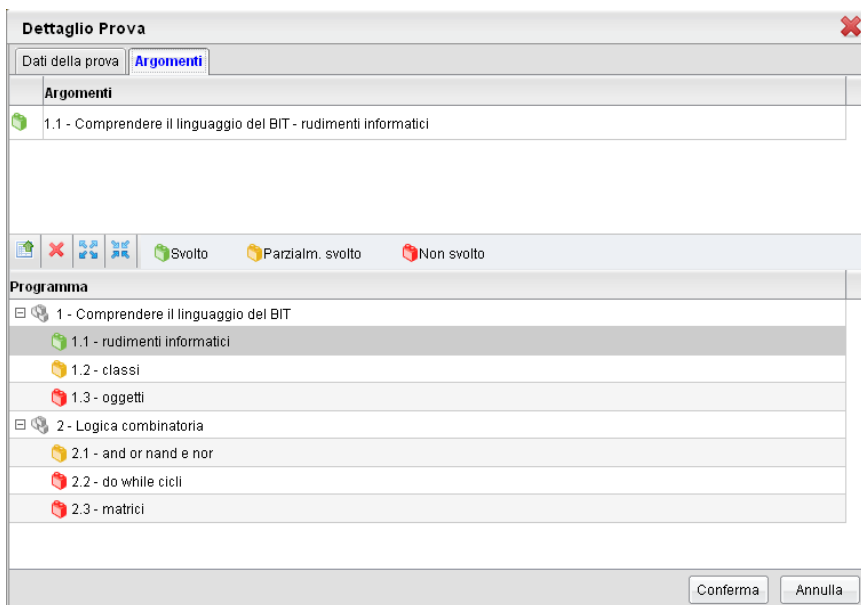 Dettaglio Prova
Dati della prova Argomenti
Argomenti
1.1 - Comprendere il linguaggio del BIT - rudimenti informatici
Svolto Parzialm. svolto Non svolto
Programma
1 - Comprendere il linguaggio del BIT
1.1 - rudimenti informatici
1.2 - classi
1.3 - oggetti
2 - Logica combinatoria
2.1 - and or nand e nor
2.2 - do while cicli
2.3 - matrici
Conferma Annulla